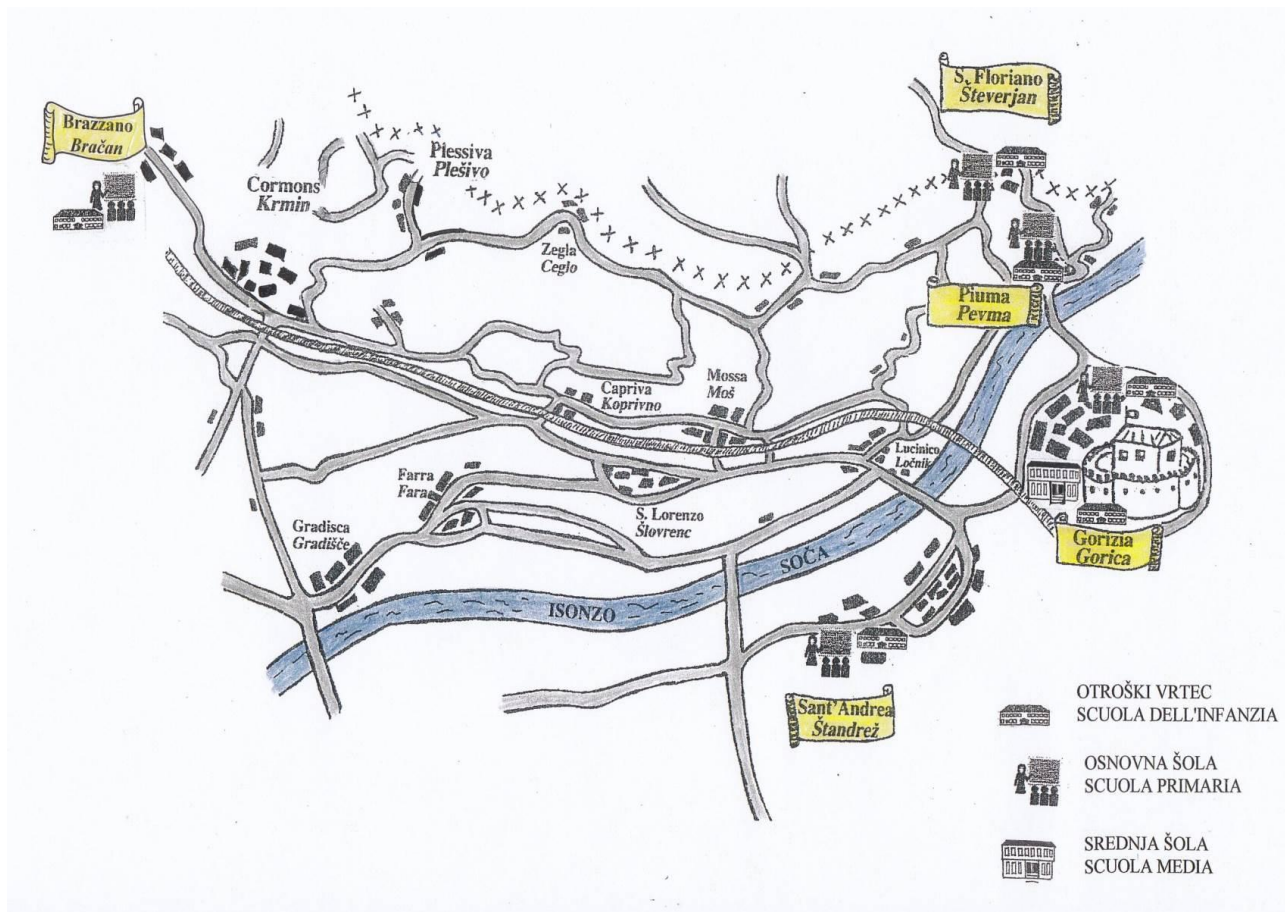 S. Floriano
Števerjan
Brazzano
Bračan
Plessiva
Plešivo
Cormons
Krmin
Zegla
Ceglo
Piuma
Pevma
Capriva
Koprivno
Mossa
Moš
Lucinico
Ločnik
Farra
Fara
S. Lorenzo
Šlovrenc
Gradisca
Gradišče
Gorizia
Gorica
SOČA
ISONZO
Sant'Andrea
Štandrež
OTROŠKI VRTEC
SCUOLA DELL'INFANZIA
OSNOVNA ŠOLA
SCUOLA PRIMARIA
SREDNJA ŠOLA
SCUOLA MEDIA